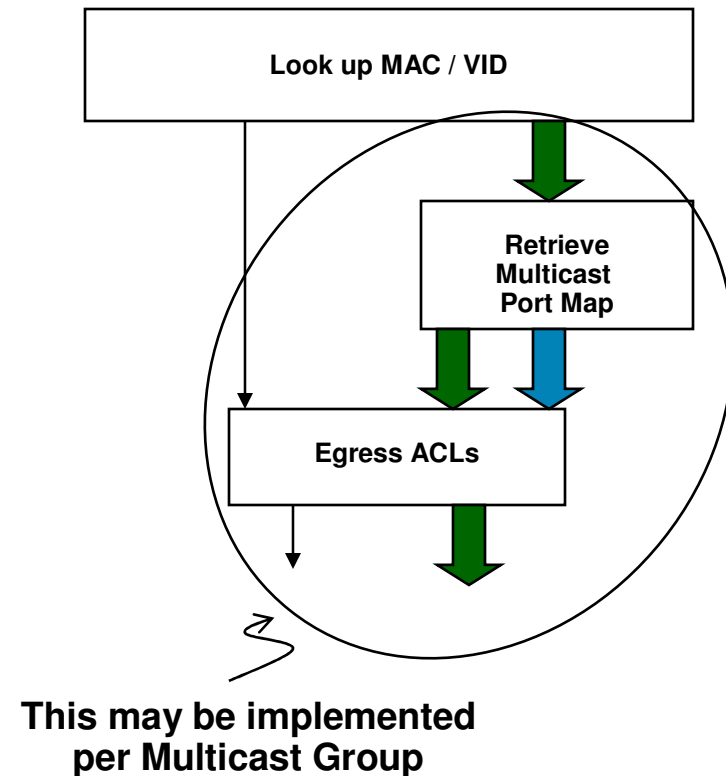 Look up MAC / VID
Retrieve
Multicast
Port Map
Egress ACLs
This may be implemented
per Multicast Group